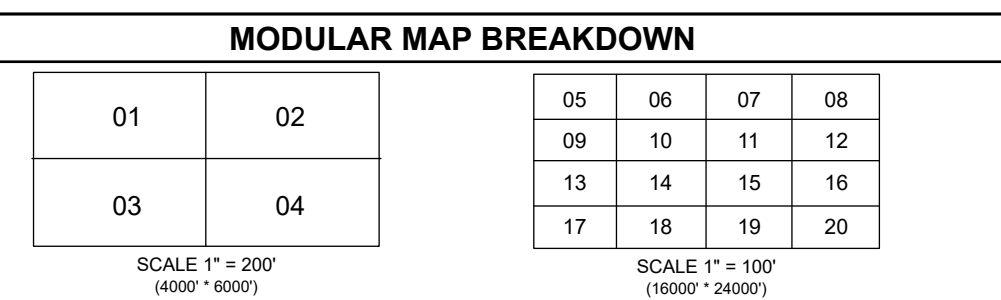 MODULAR MAP BREAKDOWN
01 02
03 04
SCALE 1" = 200'
(4000' * 6000')
05 06 07 08
09 10 11 12
13 14 15 16
17 18 19 20
SCALE 1" = 100'
(16000' * 24000')